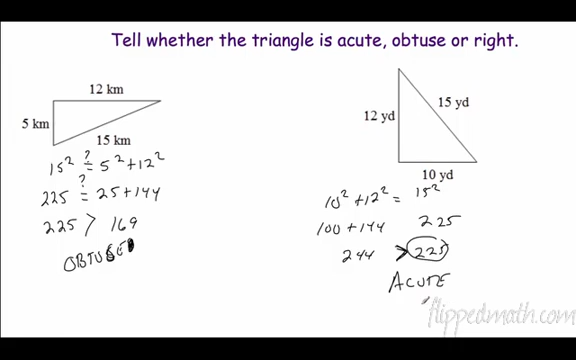 Tell whether the triangle is acute, obtuse or right.
12 km
5 km
15 km
15² ?= 5² + 12²
225 ?= 25 + 144
225 > 169
OBTUSE
12 yd
15 yd
10 yd
10² + 12² = 15²
100 + 144 225
244 > 225
ACUTE
flippedmath.com